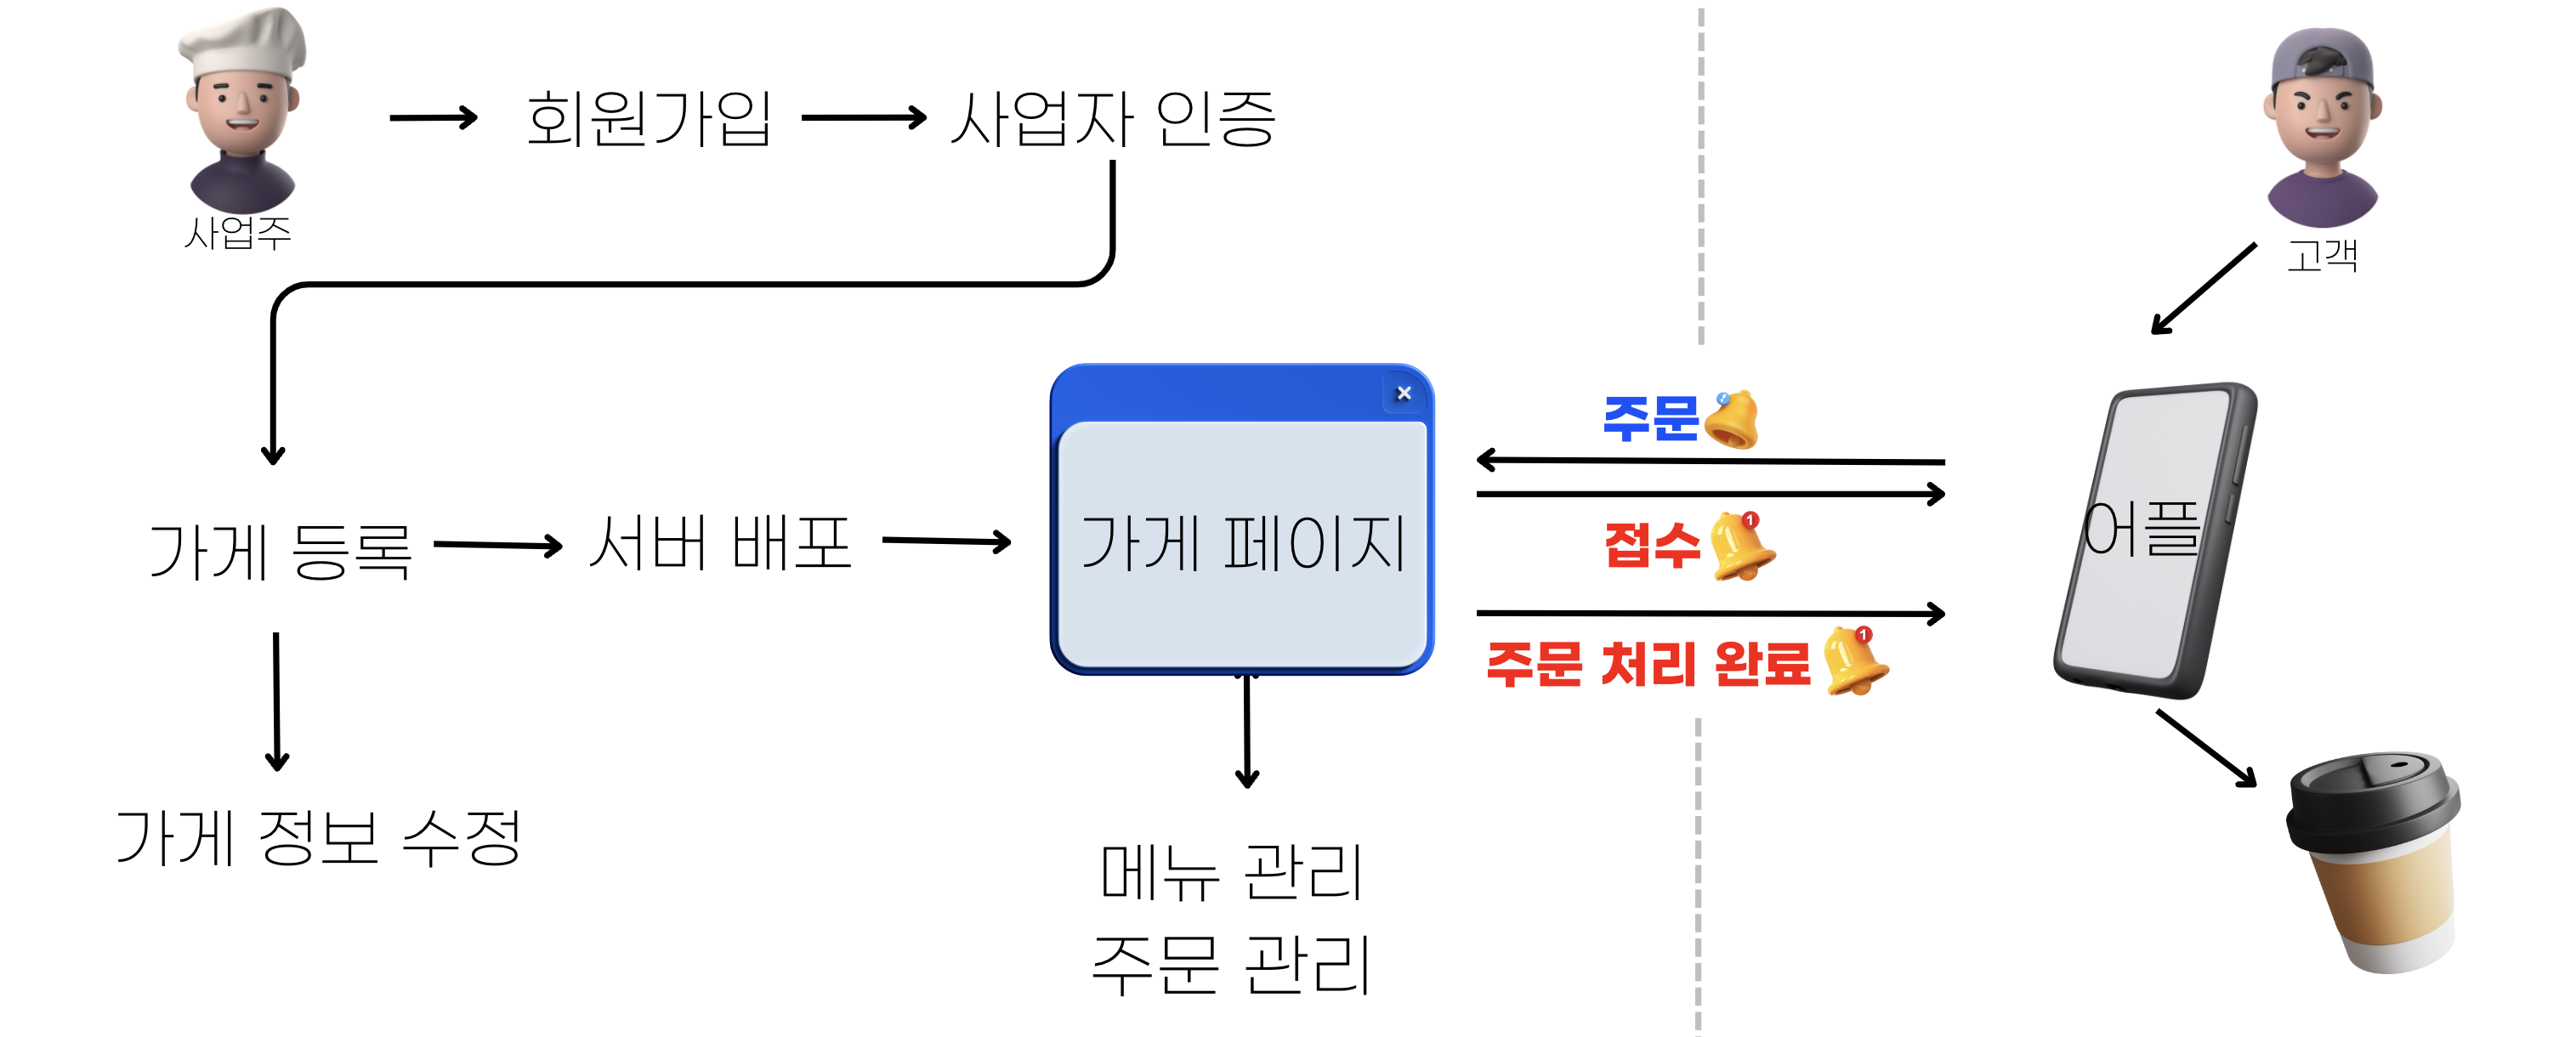 사업주
회원가입
사업자 인증
고객
가게 등록
서버 배포
가게 페이지
주문
접수
1
주문 처리 완료
1
어플
가게 정보 수정
메뉴 관리
주문 관리